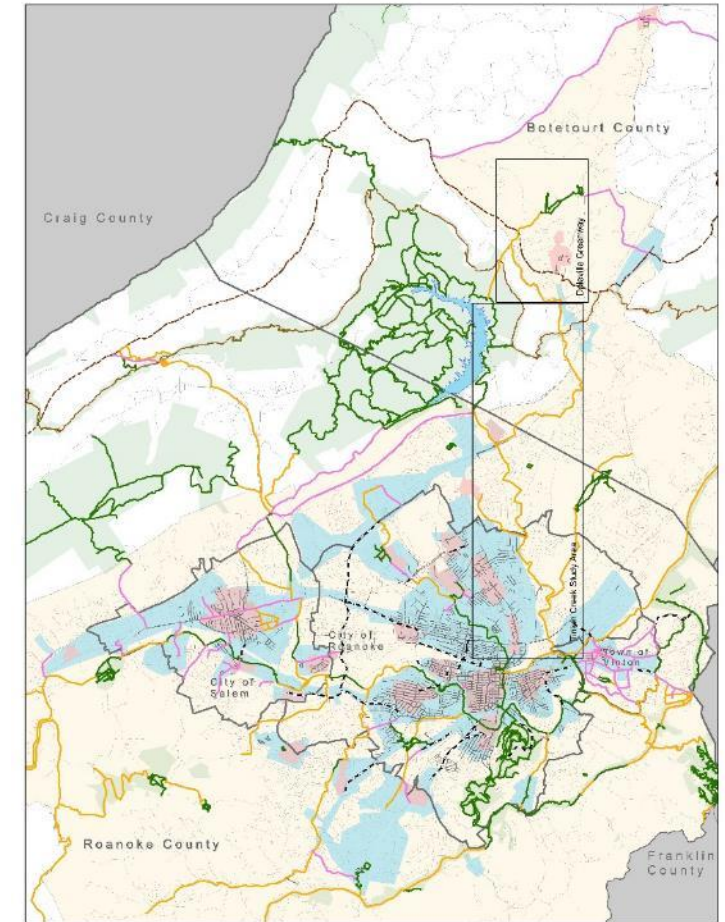 Botetourt County
Craig County
Daleville Greenway
Tinker Creek Study Area
City of
Roanoke
Town of
Vinton
City of
Salem
Roanoke County
Franklin
County